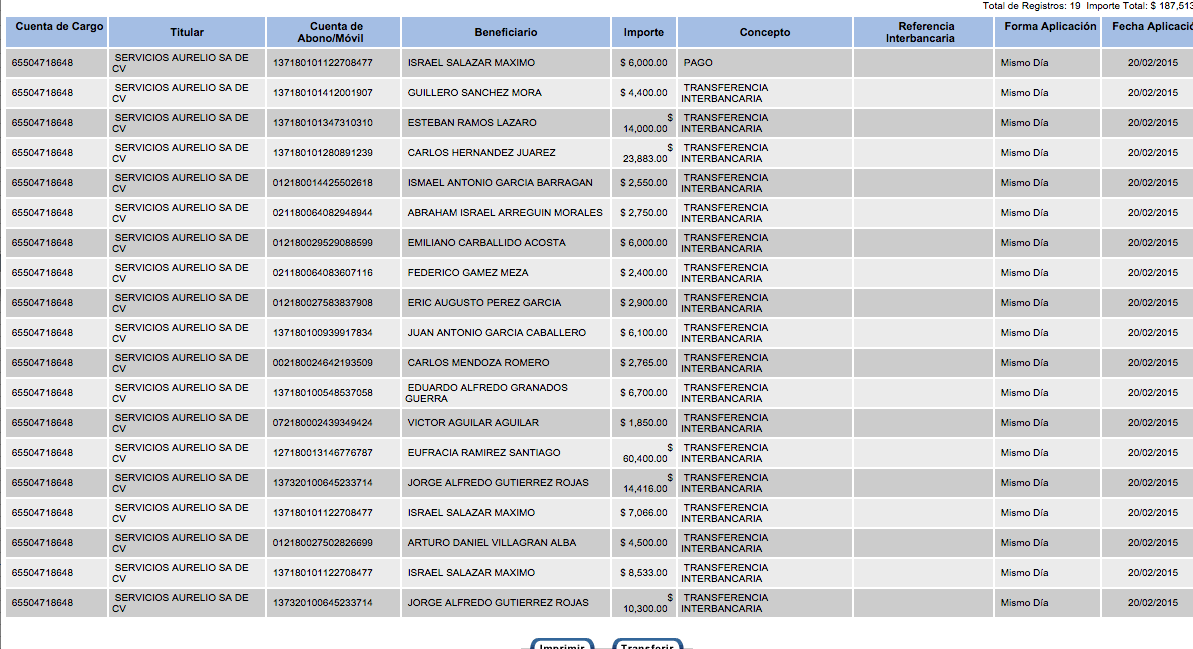 Total de Registros: 19 Importe Total: $ 187,513
Cuenta de Cargo Titular Cuenta de Abono/Móvil Beneficiario Importe Concepto Referencia Interbancaria Forma Aplicación Fecha Aplicació
65504718648 SERVICIOS AURELIO SA DE CV 137180101122708477 ISRAEL SALAZAR MAXIMO $ 6,000.00 PAGO Mismo Día 20/02/2015
65504718648 SERVICIOS AURELIO SA DE CV 137180101412001907 GUILLERO SANCHEZ MORA $ 4,400.00 TRANSFERENCIA INTERBANCARIA Mismo Día 20/02/2015
65504718648 SERVICIOS AURELIO SA DE CV 137180101347310310 ESTEBAN RAMOS LAZARO $ 14,000.00 TRANSFERENCIA INTERBANCARIA Mismo Día 20/02/2015
65504718648 SERVICIOS AURELIO SA DE CV 137180101280891239 CARLOS HERNANDEZ JUAREZ $ 23,883.00 TRANSFERENCIA INTERBANCARIA Mismo Día 20/02/2015
65504718648 SERVICIOS AURELIO SA DE CV 012180014425502618 ISMAEL ANTONIO GARCIA BARRAGAN $ 2,550.00 TRANSFERENCIA INTERBANCARIA Mismo Día 20/02/2015
65504718648 SERVICIOS AURELIO SA DE CV 021180064082948944 ABRAHAM ISRAEL ARREGUIN MORALES $ 2,750.00 TRANSFERENCIA INTERBANCARIA Mismo Día 20/02/2015
65504718648 SERVICIOS AURELIO SA DE CV 012180029529088599 EMILIANO CARBALLIDO ACOSTA $ 6,000.00 TRANSFERENCIA INTERBANCARIA Mismo Día 20/02/2015
65504718648 SERVICIOS AURELIO SA DE CV 021180064083607116 FEDERICO GAMEZ MEZA $ 2,400.00 TRANSFERENCIA INTERBANCARIA Mismo Día 20/02/2015
65504718648 SERVICIOS AURELIO SA DE CV 012180027583837908 ERIC AUGUSTO PEREZ GARCIA $ 2,900.00 TRANSFERENCIA INTERBANCARIA Mismo Día 20/02/2015
65504718648 SERVICIOS AURELIO SA DE CV 137180100939917834 JUAN ANTONIO GARCIA CABALLERO $ 6,100.00 TRANSFERENCIA INTERBANCARIA Mismo Día 20/02/2015
65504718648 SERVICIOS AURELIO SA DE CV 002180024642193509 CARLOS MENDOZA ROMERO $ 2,765.00 TRANSFERENCIA INTERBANCARIA Mismo Día 20/02/2015
65504718648 SERVICIOS AURELIO SA DE CV 137180100548537058 EDUARDO ALFREDO GRANADOS GUERRA $ 6,700.00 TRANSFERENCIA INTERBANCARIA Mismo Día 20/02/2015
65504718648 SERVICIOS AURELIO SA DE CV 072180002439349424 VICTOR AGUILAR AGUILAR $ 1,850.00 TRANSFERENCIA INTERBANCARIA Mismo Día 20/02/2015
65504718648 SERVICIOS AURELIO SA DE CV 127180013146776787 EUFRACIA RAMIREZ SANTIAGO $ 60,400.00 TRANSFERENCIA INTERBANCARIA Mismo Día 20/02/2015
65504718648 SERVICIOS AURELIO SA DE CV 137320100645233714 JORGE ALFREDO GUTIERREZ ROJAS $ 14,416.00 TRANSFERENCIA INTERBANCARIA Mismo Día 20/02/2015
65504718648 SERVICIOS AURELIO SA DE CV 137180101122708477 ISRAEL SALAZAR MAXIMO $ 7,066.00 TRANSFERENCIA INTERBANCARIA Mismo Día 20/02/2015
65504718648 SERVICIOS AURELIO SA DE CV 012180027502826699 ARTURO DANIEL VILLAGRAN ALBA $ 4,500.00 TRANSFERENCIA INTERBANCARIA Mismo Día 20/02/2015
65504718648 SERVICIOS AURELIO SA DE CV 137180101122708477 ISRAEL SALAZAR MAXIMO $ 8,533.00 TRANSFERENCIA INTERBANCARIA Mismo Día 20/02/2015
65504718648 SERVICIOS AURELIO SA DE CV 137320100645233714 JORGE ALFREDO GUTIERREZ ROJAS $ 10,300.00 TRANSFERENCIA INTERBANCARIA Mismo Día 20/02/2015
Imprimir Transferir